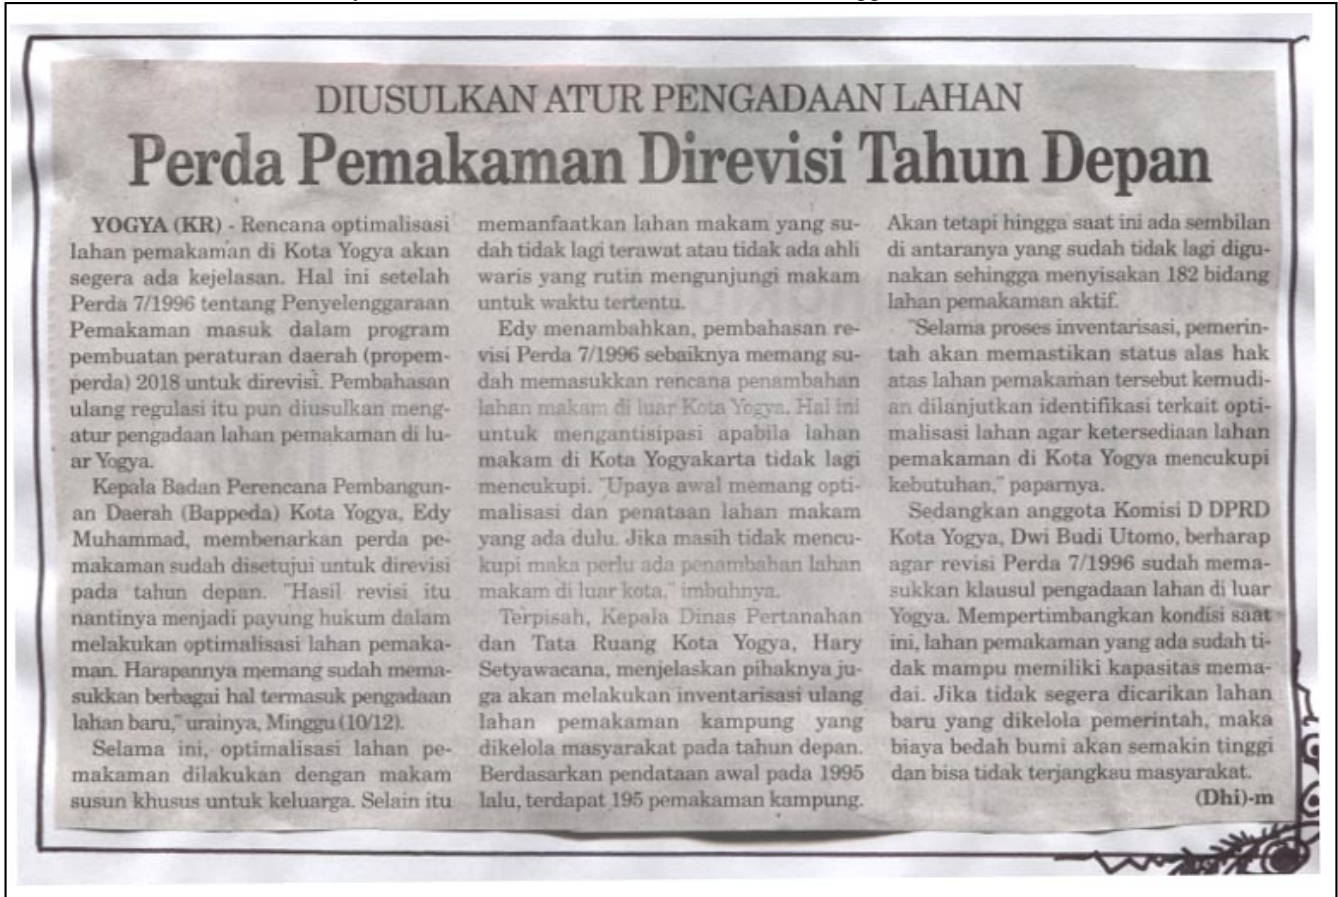 DIUSULKAN ATUR PENGADAAN LAHAN
Perda Pemakaman Direvisi Tahun Depan
YOGYA (KR) - Rencana optimalisasi
lahan pemakaman di Kota Yogya akan
segera ada kejelasan. Hal ini setelah
Perda 7/1996 tentang Penyelenggaraan
Pemakaman masuk dalam program
pembuatan peraturan daerah (propem-
perda) 2018 untuk direvisi. Pembahasan
ulang regulasi itu pun diusulkan meng-
atur pengadaan lahan pemakaman di lu-
ar Yogya.
Kepala Badan Perencana Pembangun-
an Daerah (Bappeda) Kota Yogya, Edy
Muhammad, membenarkan perda pe-
makaman sudah disetujui untuk direvisi
pada tahun depan. "Hasil revisi itu
nantinya menjadi payung hukum dalam
melakukan optimalisasi lahan pemaka-
man. Harapannya memang sudah mema-
sukkan berbagai hal termasuk pengadaan
lahan baru," urainya, Minggu (10/12).
Selama ini, optimalisasi lahan pe-
makaman dilakukan dengan makam
susun khusus untuk keluarga. Selain itu
memanfaatkan lahan makam yang su-
dah tidak lagi terawat atau tidak ada ahli
waris yang rutin mengunjungi makam
untuk waktu tertentu.
Edy menambahkan, pembahasan re-
visi Perda 7/1996 sebaiknya memang su-
dah memasukkan rencana penambahan
lahan makam di luar Kota Yogya. Hal ini
untuk mengantisipasi apabila lahan
makam di Kota Yogyakarta tidak lagi
mencukupi. "Upaya awal memang opti-
malisasi dan penataan lahan makam
yang ada dulu. Jika masih tidak mencu-
kupi maka perlu ada penambahan lahan
makam di luar kota," imbuhnya.
Terpisah, Kepala Dinas Pertanahan
dan Tata Ruang Kota Yogya, Hary
Setyawacana, menjelaskan pihaknya ju-
ga akan melakukan inventarisasi ulang
lahan pemakaman kampung yang
dikelola masyarakat pada tahun depan.
Berdasarkan pendataan awal pada 1995
lalu, terdapat 195 pemakaman kampung.
Akan tetapi hingga saat ini ada sembilan
di antaranya yang sudah tidak lagi digu-
nakan sehingga menyisakan 182 bidang
lahan pemakaman aktif.
"Selama proses inventarisasi, pemerin-
tah akan memastikan status alas hak
atas lahan pemakaman tersebut kemudi-
an dilanjutkan identifikasi terkait opti-
malisasi lahan agar ketersediaan lahan
pemakaman di Kota Yogya mencukupi
kebutuhan," paparnya.
Sedangkan anggota Komisi D DPRD
Kota Yogya, Dwi Budi Utomo, berharap
agar revisi Perda 7/1996 sudah mema-
sukkan klausul pengadaan lahan di luar
Yogya. Mempertimbangkan kondisi saat
ini, lahan pemakaman yang ada sudah ti-
dak mampu memiliki kapasitas mema-
dai. Jika tidak segera dicarikan lahan
baru yang dikelola pemerintah, maka
biaya bedah bumi akan semakin tinggi
dan bisa tidak terjangkau masyarakat.
(Dhi)-m